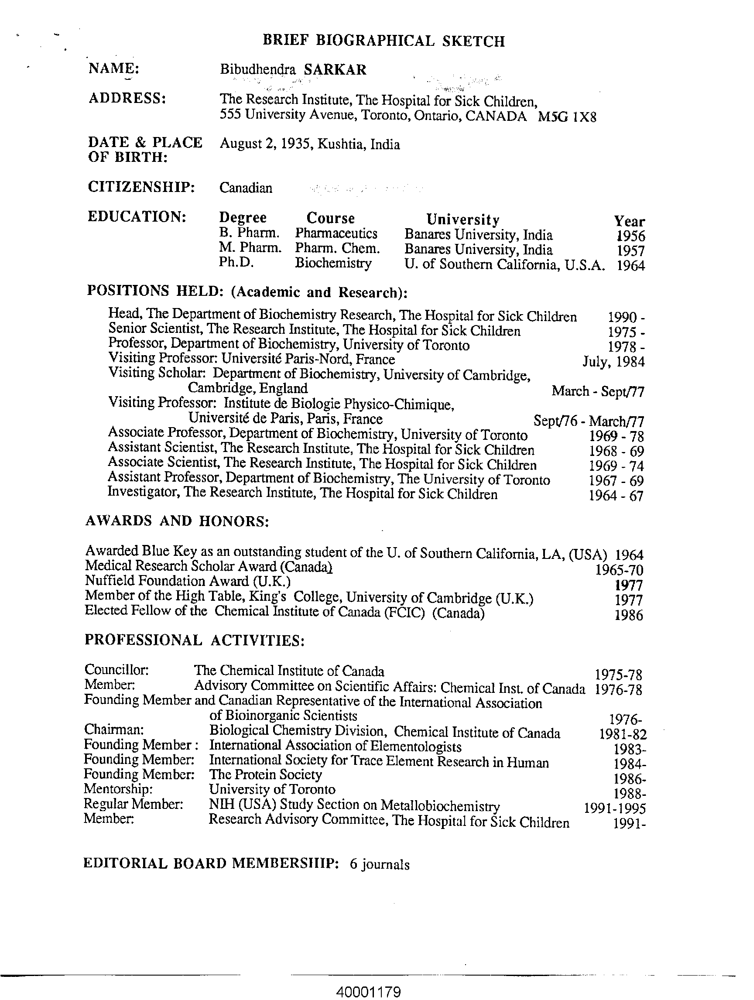 BRIEF BIOGRAPHICAL SKETCH
NAME: Bibudhendra SARKAR
ADDRESS: The Research Institute, The Hospital for Sick Children,
555 University Avenue, Toronto, Ontario, CANADA M5G 1X8
DATE & PLACE August 2, 1935, Kushtia, India
OF BIRTH:
CITIZENSHIP: Canadian
EDUCATION: Degree Course University Year
B. Pharm. Pharmaceutics Banares University, India 1956
M. Pharm. Pharm. Chem. Banares University, India 1957
Ph.D. Biochemistry U. of Southern California, U.S.A. 1964
POSITIONS HELD: (Academic and Research):
Head, The Department of Biochemistry Research, The Hospital for Sick Children 1990 -
Senior Scientist, The Research Institute, The Hospital for Sick Children 1975 -
Professor, Department of Biochemistry, University of Toronto 1978 -
Visiting Professor: Université Paris-Nord, France July, 1984
Visiting Scholar: Department of Biochemistry, University of Cambridge,
Cambridge, England March - Sept/77
Visiting Professor: Institute de Biologie Physico-Chimique,
Université de Paris, Paris, France Sept/76 - March/77
Associate Professor, Department of Biochemistry, University of Toronto 1969 - 78
Assistant Scientist, The Research Institute, The Hospital for Sick Children 1968 - 69
Associate Scientist, The Research Institute, The Hospital for Sick Children 1969 - 74
Assistant Professor, Department of Biochemistry, The University of Toronto 1967 - 69
Investigator, The Research Institute, The Hospital for Sick Children 1964 - 67
AWARDS AND HONORS:
Awarded Blue Key as an outstanding student of the U. of Southern California, LA, (USA) 1964
Medical Research Scholar Award (Canada) 1965-70
Nuffield Foundation Award (U.K.) 1977
Member of the High Table, King's College, University of Cambridge (U.K.) 1977
Elected Fellow of the Chemical Institute of Canada (FCIC) (Canada) 1986
PROFESSIONAL ACTIVITIES:
Councillor: The Chemical Institute of Canada 1975-78
Member: Advisory Committee on Scientific Affairs: Chemical Inst. of Canada 1976-78
Founding Member and Canadian Representative of the International Association
of Bioinorganic Scientists 1976-
Chairman: Biological Chemistry Division, Chemical Institute of Canada 1981-82
Founding Member : International Association of Elementologists 1983-
Founding Member: International Society for Trace Element Research in Human 1984-
Founding Member: The Protein Society 1986-
Mentorship: University of Toronto 1988-
Regular Member: NIH (USA) Study Section on Metallobiochemistry 1991-1995
Member: Research Advisory Committee, The Hospital for Sick Children 1991-
EDITORIAL BOARD MEMBERSHIP: 6 journals
40001179